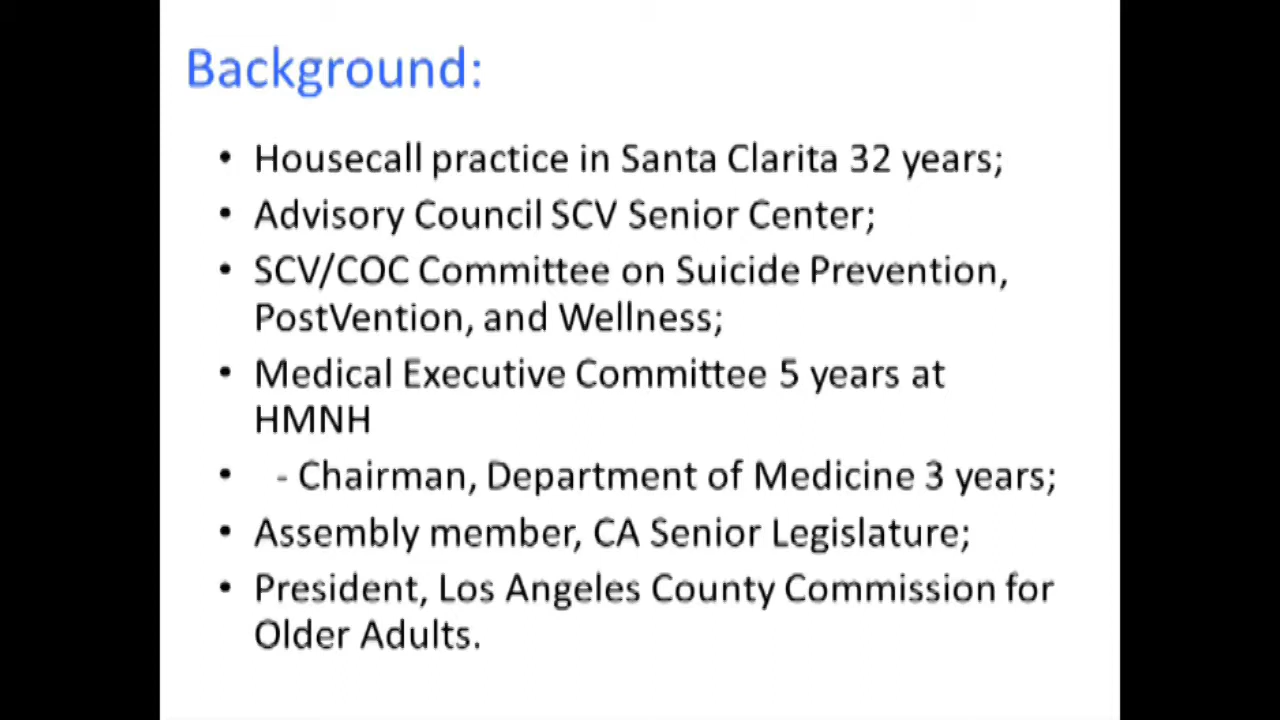 Background:
• Housecall practice in Santa Clarita 32 years;
• Advisory Council SCV Senior Center;
• SCV/COC Committee on Suicide Prevention,
PostVention, and Wellness;
• Medical Executive Committee 5 years at
HMNH
• - Chairman, Department of Medicine 3 years;
• Assembly member, CA Senior Legislature;
• President, Los Angeles County Commission for
Older Adults.